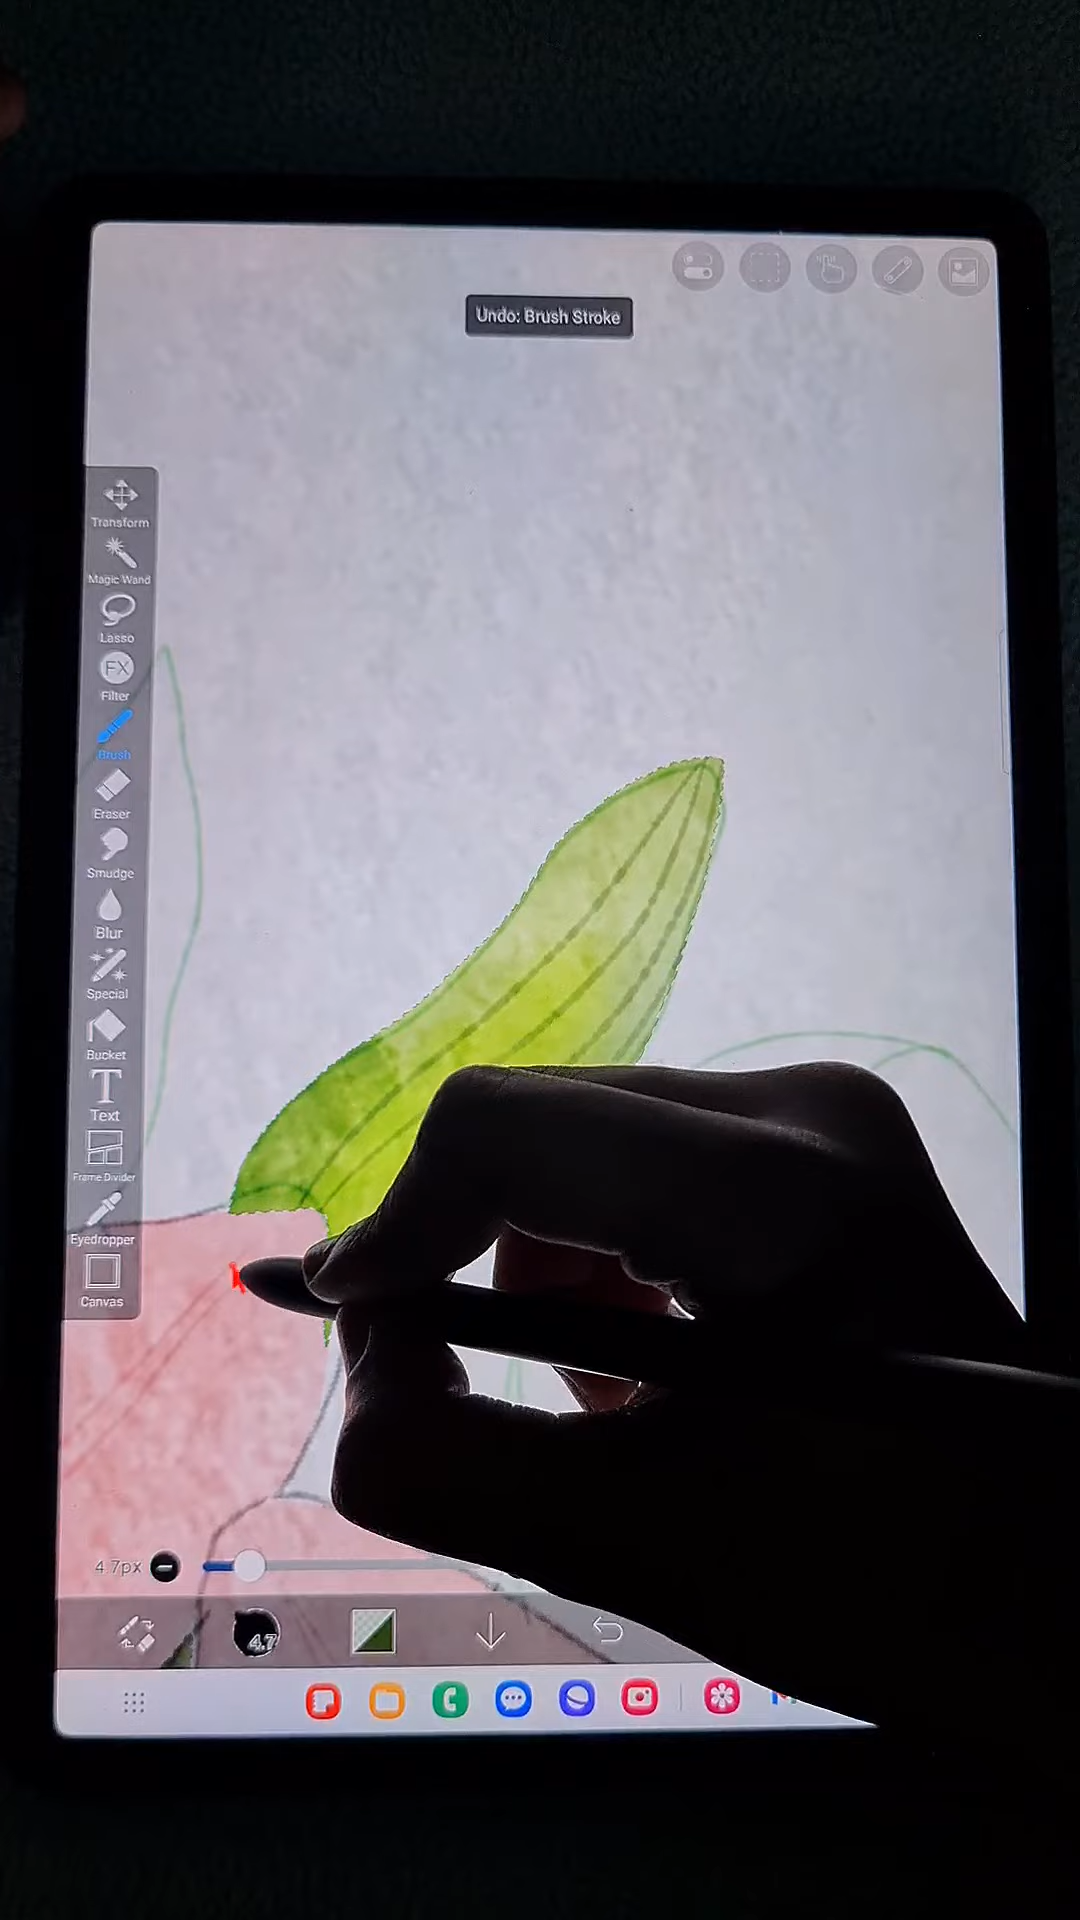 Undo: Brush Stroke
Transform
Magic Wand
Lasso
FX
Filter
Brush
Eraser
Smudge
Blur
Special
Bucket
T
Text
Frame Divider
Eyedropper
Canvas
4.7px
4.7